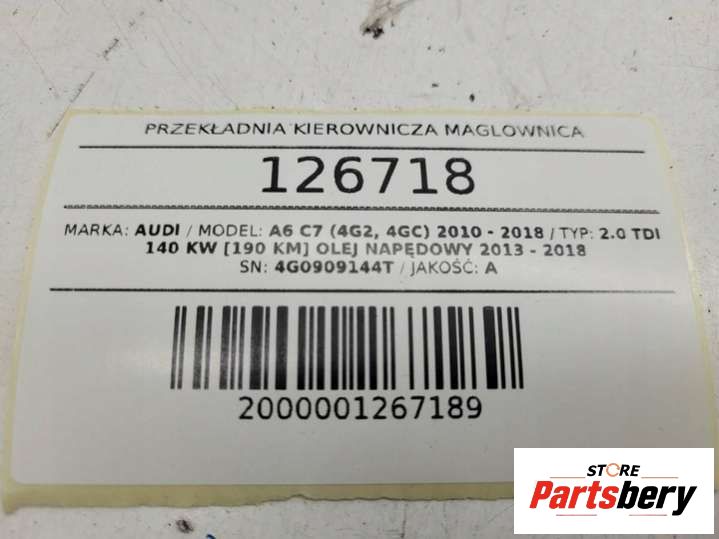 PRZEKŁADNIA KIEROWNICZA MAGLOWNICA
126718
MARKA: AUDI / MODEL: A6 C7 (4G2, 4GC) 2010 - 2018 / TYP: 2.0 TDI
140 KW [190 KM] OLEJ NAPĘDOWY 2013 - 2018
SN: 4G0909144T / JAKOŚĆ: A
2000001267189
STORE
Partsbery